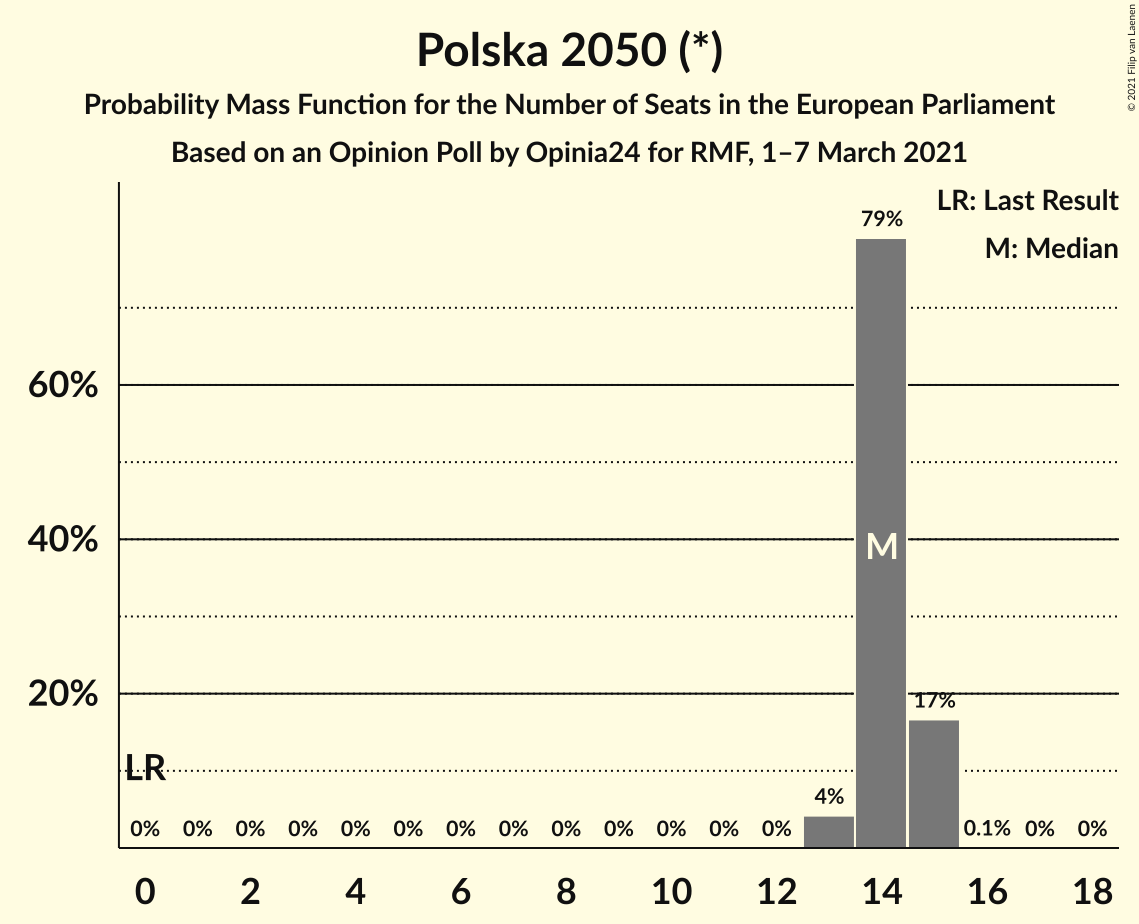 Polska 2050 (*)
Probability Mass Function for the Number of Seats in the European Parliament
Based on an Opinion Poll by Opinia24 for RMF, 1–7 March 2021
© 2021 Filip van Laenen
LR: Last Result
M: Median
79%
60%
40%
M
20%
17%
LR
4%
0% 0% 0% 0% 0% 0% 0% 0% 0% 0% 0% 0% 0% 0.1% 0% 0%
0 2 4 6 8 10 12 14 16 18